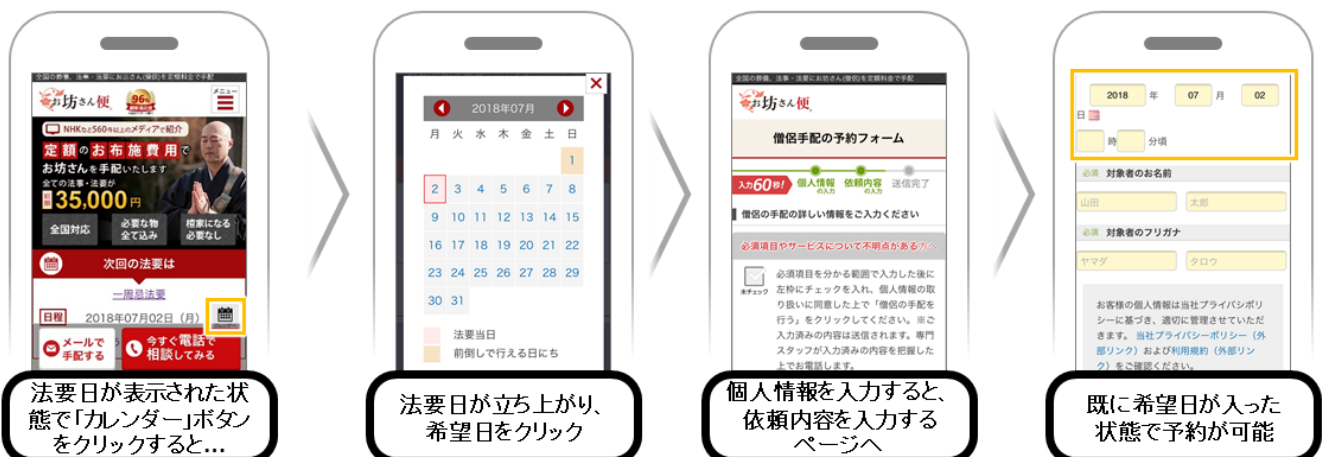 全国の葬儀、法事・法要にお坊さん(僧侶)を定額料金で手配
お坊さん便
96%
メニュー
NHKなど560件以上のメディアで紹介
定額のお布施費用で
お坊さんを手配いたします
全ての法事・法要が
35,000円
全国対応
必要な物
全て込み
檀家になる
必要なし
次回の法要は
一周忌法要
日程
2018年07月02日（月）
カレンダー
メールで
手配する
今すぐ電話で
相談してみる
法要日が表示された状
態で「カレンダー」ボタン
をクリックすると...
2018年07月
月 火 水 木 金 土 日
1
2 3 4 5 6 7 8
9 10 11 12 13 14 15
16 17 18 19 20 21 22
23 24 25 26 27 28 29
30 31
法要当日
前倒しで行える日にち
法要日が立ち上がり、
希望日をクリック
全国の葬儀、法事・法要にお坊さん(僧侶)を定額料金で手配
お坊さん便
僧侶手配の予約フォーム
入力60秒!
個人情報
の入力
依頼内容
の入力
送信完了
僧侶の手配の詳しい情報をご入力ください
必須項目やサービスについて不明点がある方へ
未チェック
必須項目を分かる範囲で入力した後に
左枠にチェックを入れ、個人情報の取
り扱いに同意した上で「僧侶の手配を
行う」をクリックしてください。※ご
入力済みの内容は送信されます。専門
スタッフが入力済みの内容を把握した
上でお電話します。
個人情報を入力すると、
依頼内容を入力する
ページへ
2018 年 07 月 02
日
時 分頃
必須 対象者のお名前
山田 太郎
必須 対象者のフリガナ
ヤマダ タロウ
お客様の個人情報は当社プライバシポリ
シーに基づき、適切に管理させていただ
きます。 当社プライバシーポリシー（外
部リンク）および利用規約（外部リン
ク）をご確認ください。
既に希望日が入った
状態で予約が可能